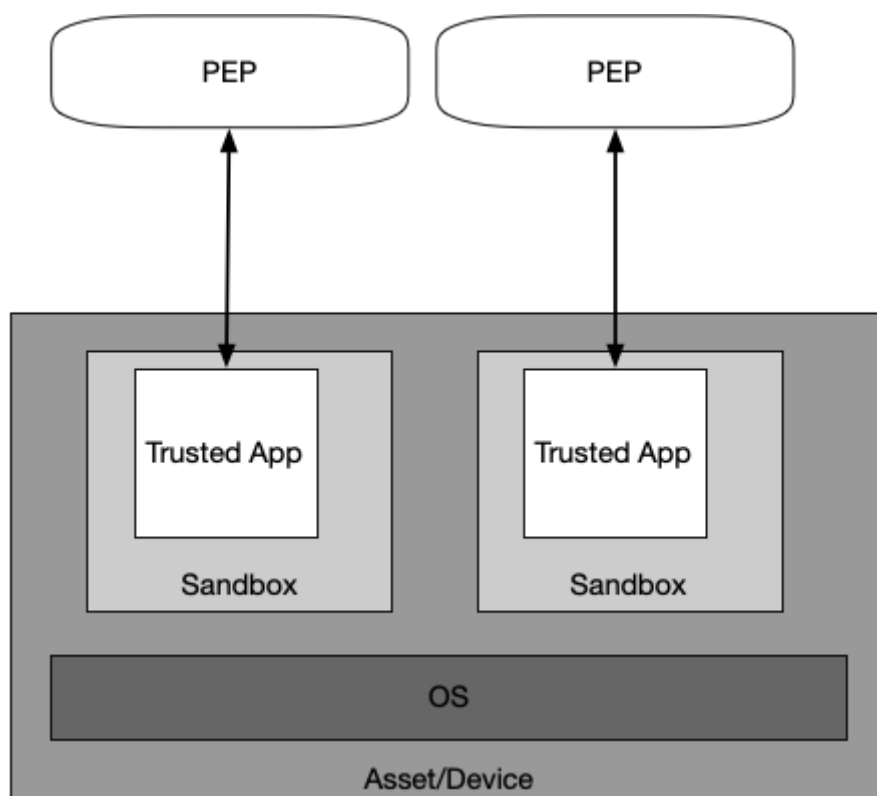 PEP
PEP
Trusted App
Trusted App
Sandbox
Sandbox
OS
Asset/Device